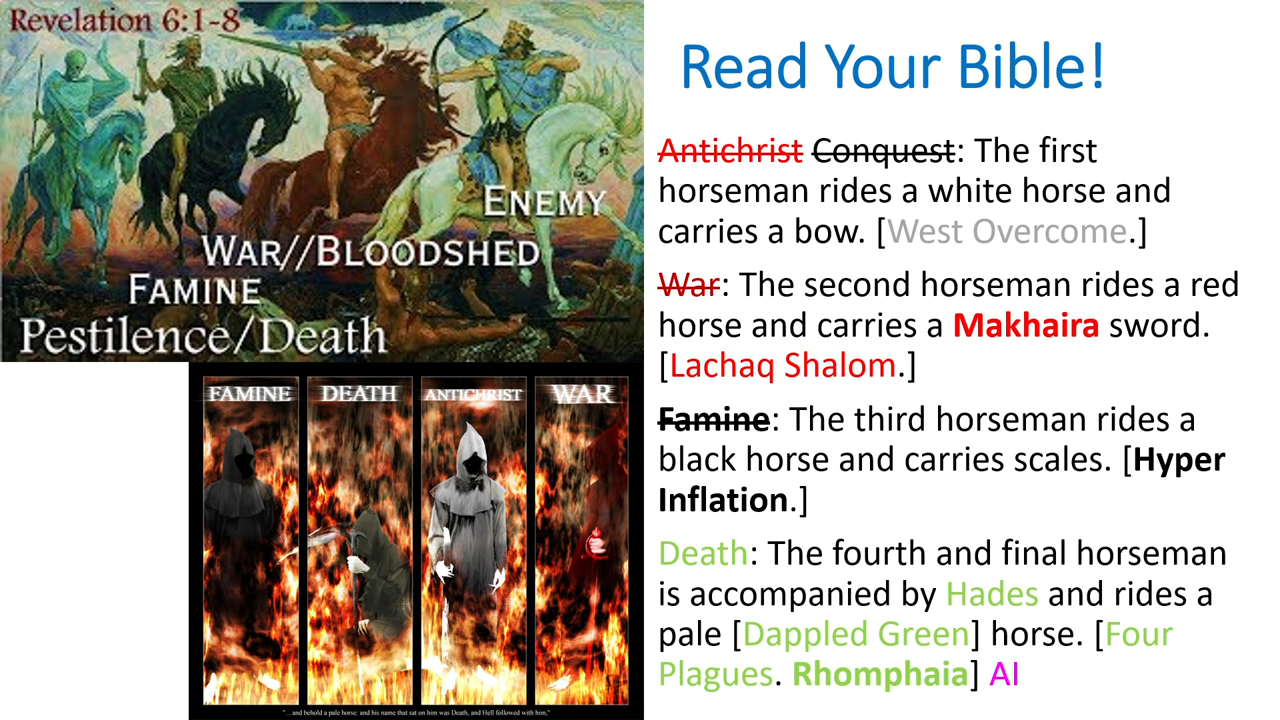 Revelation 6:1-8
ENEMY
WAR//BLOODSHED
FAMINE
Pestilence/Death
FAMINE
DEATH
ANTICHRIST
WAR
"...and behold a pale horse: and his name that sat on him was Death, and Hell followed with him."
Read Your Bible!
Antichrist Conquest: The first
horseman rides a white horse and
carries a bow. [West Overcome.]
War: The second horseman rides a red
horse and carries a Makhaira sword.
[Lachaq Shalom.]
Famine: The third horseman rides a
black horse and carries scales. [Hyper
Inflation.]
Death: The fourth and final horseman
is accompanied by Hades and rides a
pale [Dappled Green] horse. [Four
Plagues. Rhomphaia] AI